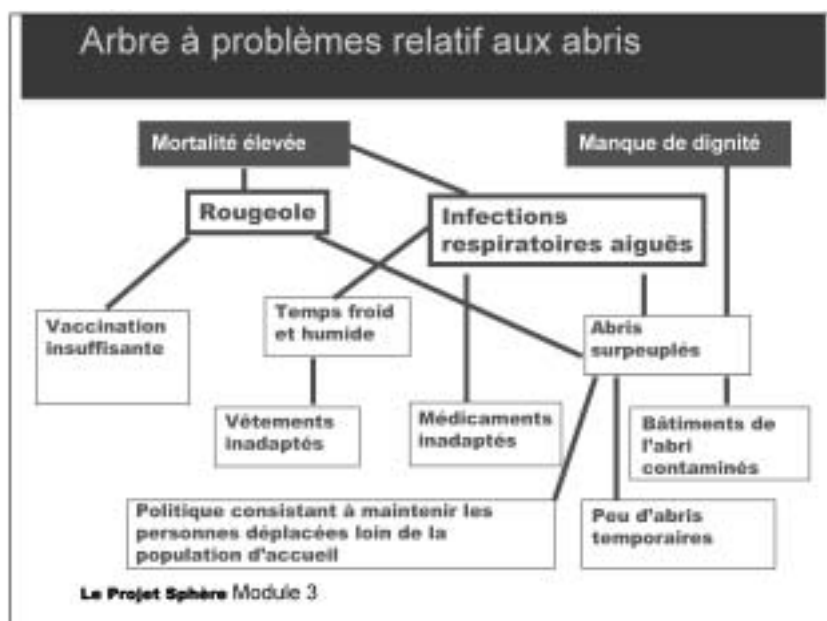 Arbre à problèmes relatif aux abris
Mortalité élevée
Manque de dignité
Rougeole
Infections
respiratoires aiguës
Vaccination
insuffisante
Temps froid
et humide
Abris
surpeuplés
Vêtements
inadaptés
Médicaments
inadaptés
Bâtiments de
l'abri
contaminés
Politique consistant à maintenir les
personnes déplacées loin de la
population d'accueil
Peu d'abris
temporaires
Le Projet Sphère Module 3